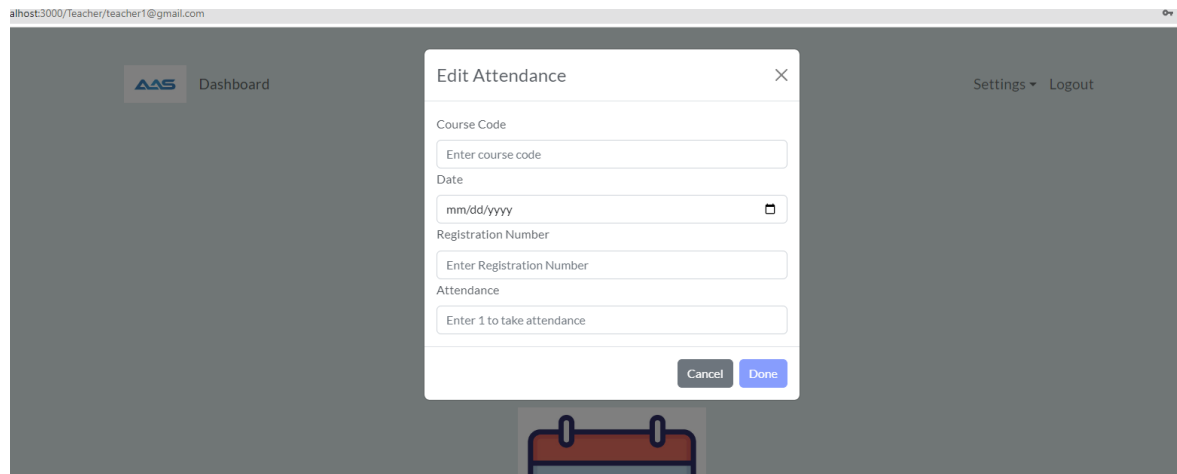 alhost:3000/Teacher/teacher1@gmail.com
AAS Dashboard
Settings Logout
Edit Attendance
Course Code
Enter course code
Date
mm/dd/yyyy
Registration Number
Enter Registration Number
Attendance
Enter 1 to take attendance
Cancel Done